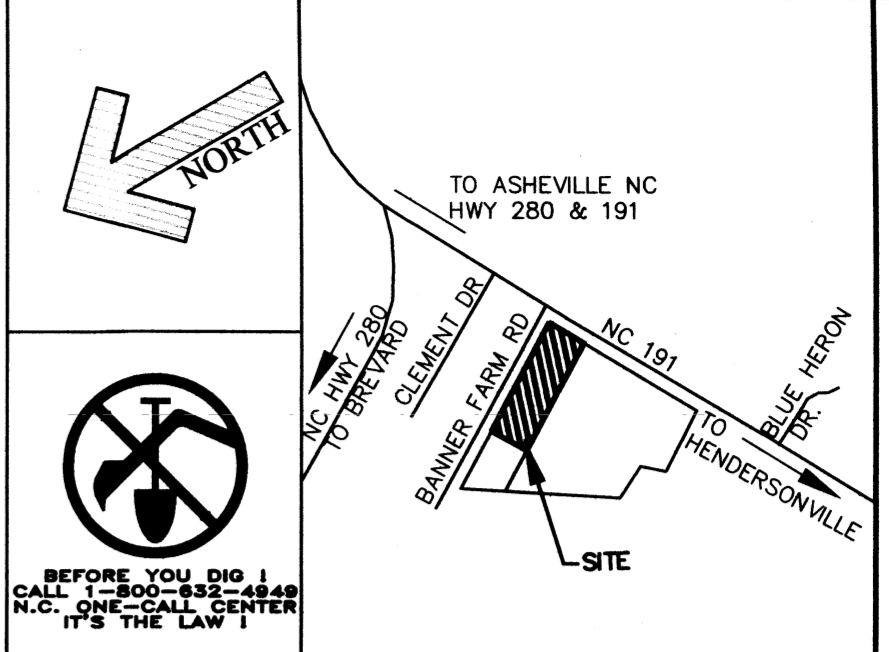 NORTH
TO ASHEVILLE NC
HWY 280 & 191
NC HWY 280
TO BREVARD
CLEMENT DR
BANNER FARM RD
NC 191
BLUE HERON
DR.
TO
HENDERSONVILLE
SITE
BEFORE YOU DIG !
CALL 1-800-632-4949
N.C. ONE-CALL CENTER
IT'S THE LAW !